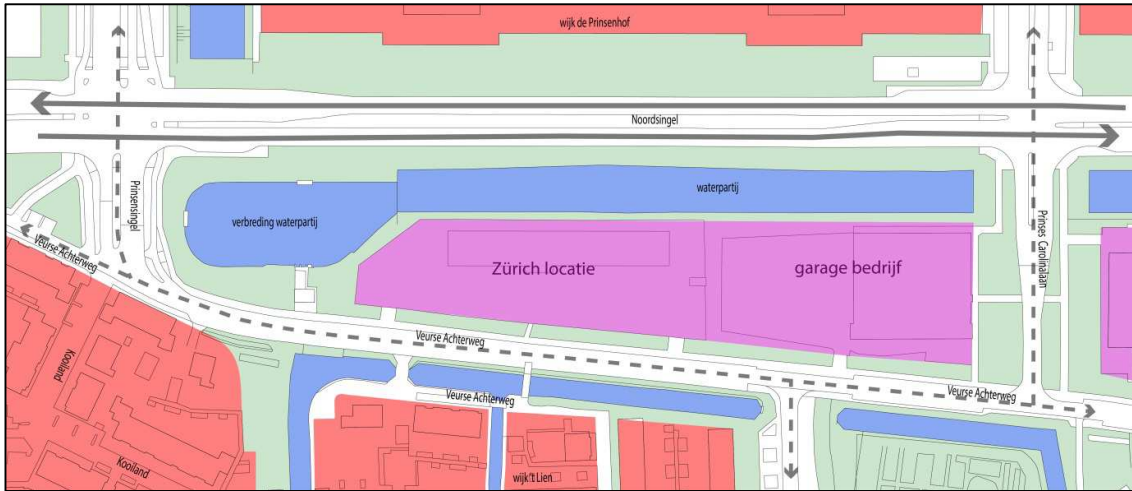 wijk de Prinsenhof
Noordsingel
Prinsensingel
waterpartij
verbreding waterpartij
Prinses Carolinalaan
Veurse Achterweg
Zürich locatie
garage bedrijf
Veurse Achterweg
Kooiland
Veurse Achterweg
Veurse Achterweg
Kooiland
wijk 't Lien